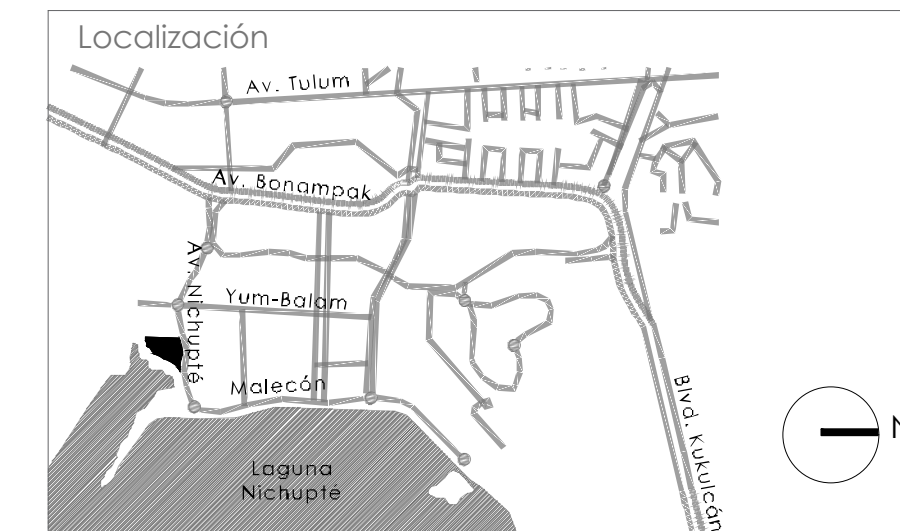 Localización
Av. Tulum
Av. Bonampak
Av. Nichupté
Yum-Balam
Malecón
Blvd. Kukulcán
N
Laguna
Nichupté